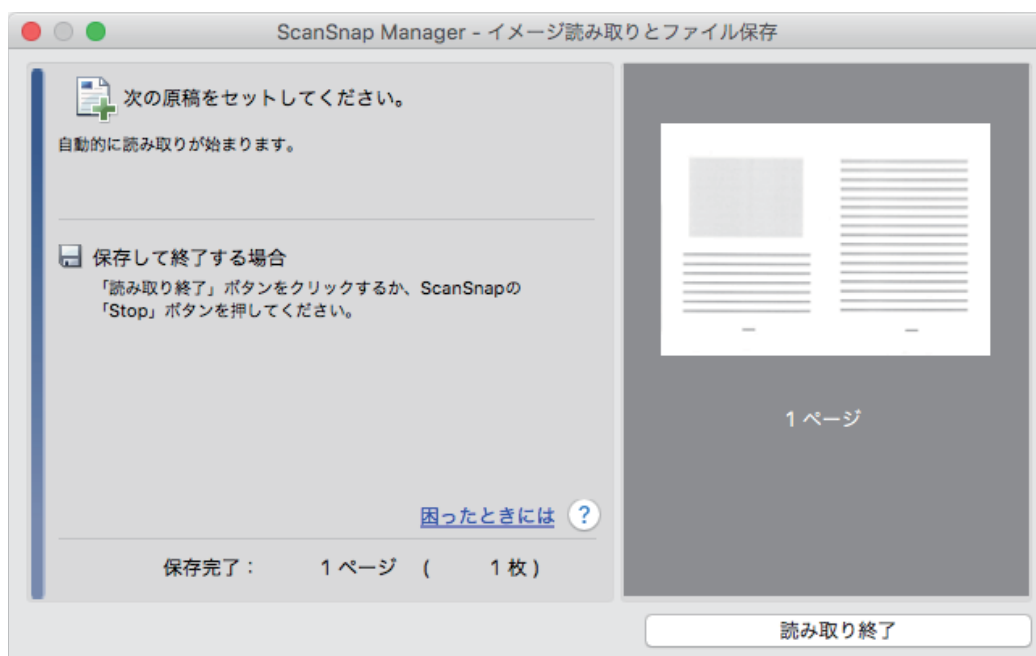 ScanSnap Manager - イメージ読み取りとファイル保存
次の原稿をセットしてください。
自動的に読み取りが始まります。
保存して終了する場合
「読み取り終了」ボタンをクリックするか、ScanSnapの
「Stop」ボタンを押してください。
困ったときには ?
保存完了： 1 ページ ( 1 枚 )
1 ページ
読み取り終了